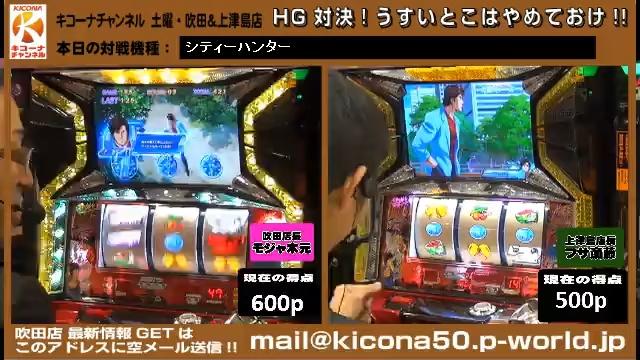 KICONA
キコーナ
チャンネル
キコーナチャンネル 土曜・吹田&上津島店
HG対決！うすいとこはやめておけ!!
本日の対戦機種：
シティーハンター
LAST
吹田店長
モジャ木元
現在の得点
600p
上津島店長
現在の得点
500p
吹田店 最新情報GETは
このアドレスに空メール送信!!
mail@kicona50.p-world.jp